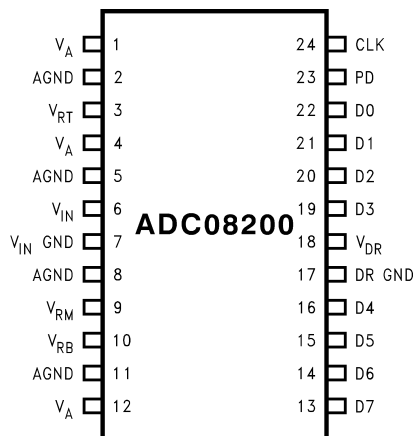 V_A 1 24 CLK
AGND 2 23 PD
V_RT 3 22 D0
V_A 4 21 D1
AGND 5 20 D2
V_IN 6 19 D3
ADC08200
V_IN GND 7 18 V_DR
AGND 8 17 DR GND
V_RM 9 16 D4
V_RB 10 15 D5
AGND 11 14 D6
V_A 12 13 D7